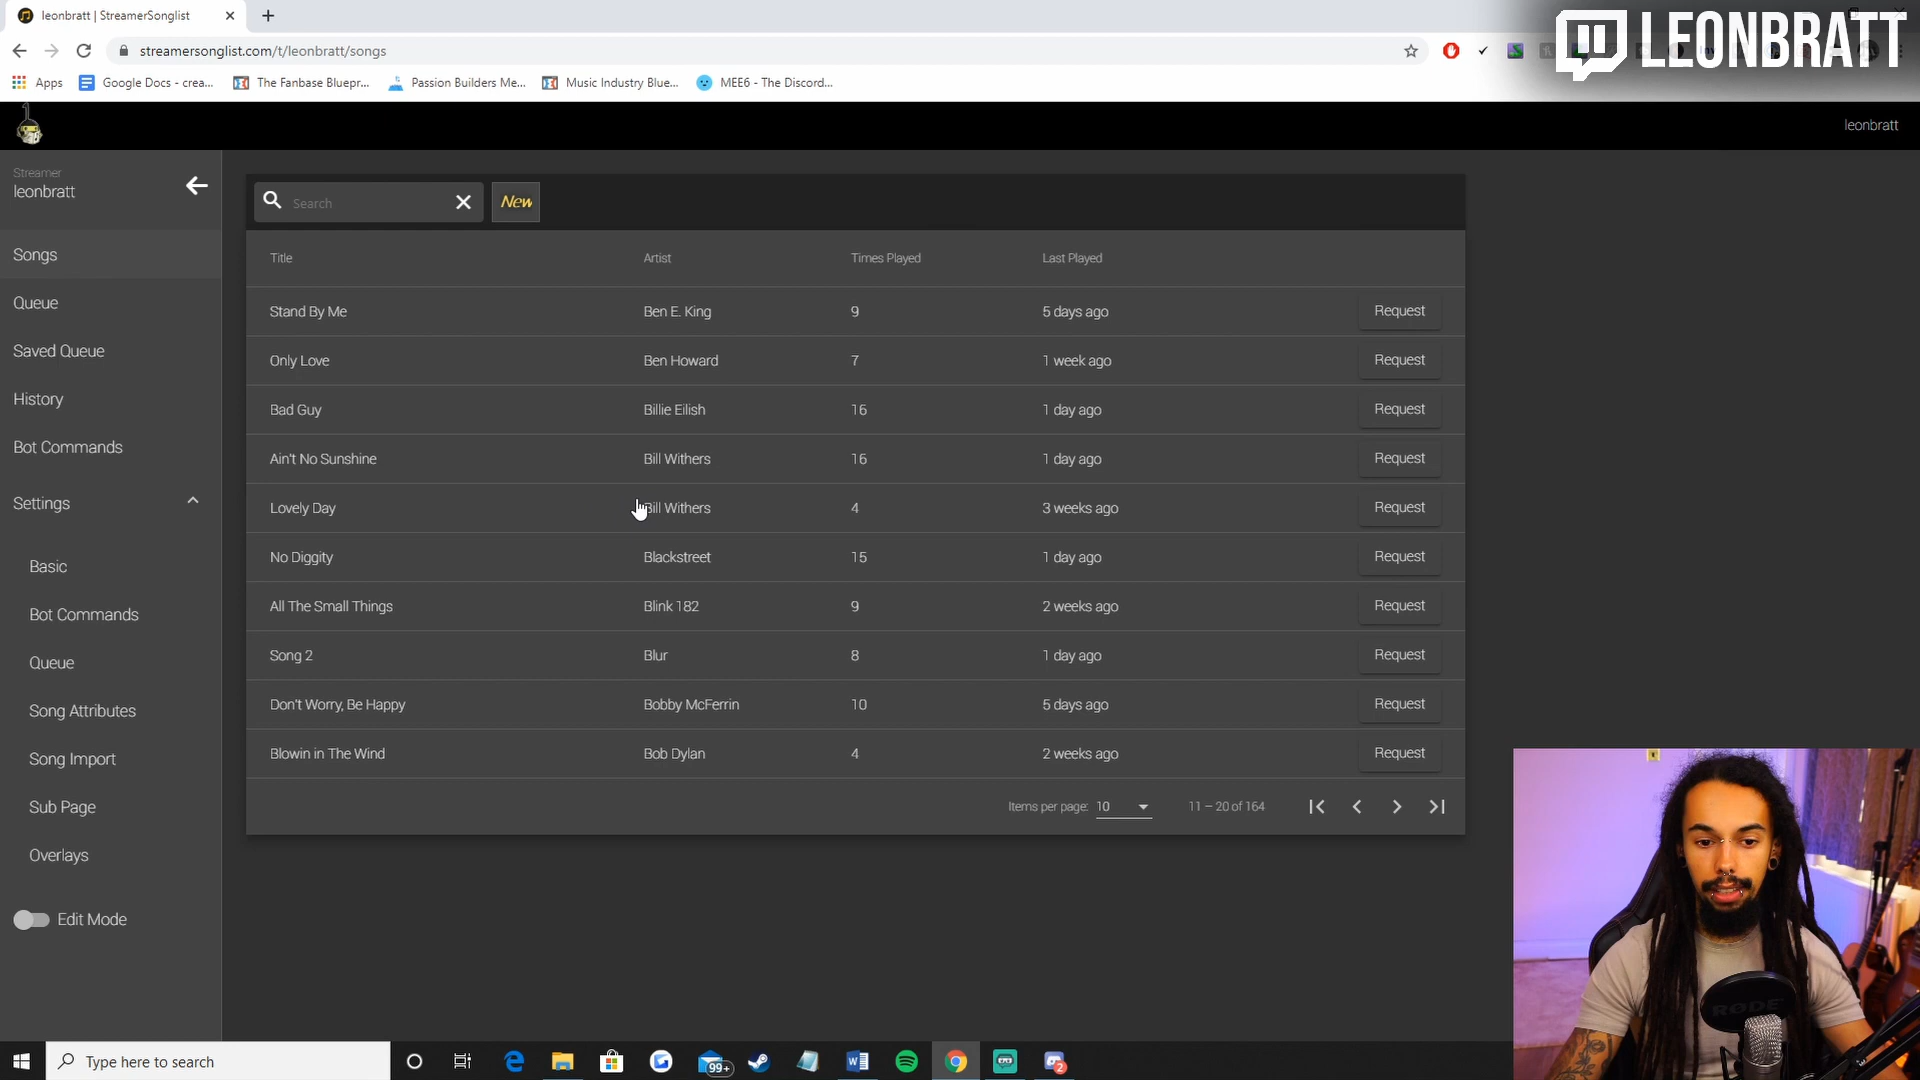 leonbratt | StreamerSonglist
streamersonglist.com/t/leonbratt/songs
LEONBRATT
Apps
Google Docs - crea...
The Fanbase Bluepr...
Passion Builders Me...
Music Industry Blue...
MEE6 - The Discord...
leonbratt
Streamer
leonbratt
Songs
Queue
Saved Queue
History
Bot Commands
Settings
Basic
Bot Commands
Queue
Song Attributes
Song Import
Sub Page
Overlays
Edit Mode
Search
New
Title Artist Times Played Last Played
Stand By Me Ben E. King 9 5 days ago Request
Only Love Ben Howard 7 1 week ago Request
Bad Guy Billie Eilish 16 1 day ago Request
Ain't No Sunshine Bill Withers 16 1 day ago Request
Lovely Day Bill Withers 4 3 weeks ago Request
No Diggity Blackstreet 15 1 day ago Request
All The Small Things Blink 182 9 2 weeks ago Request
Song 2 Blur 8 1 day ago Request
Don't Worry, Be Happy Bobby McFerrin 10 5 days ago Request
Blowin in The Wind Bob Dylan 4 2 weeks ago Request
Items per page: 10 11 – 20 of 164
RØDE
Type here to search
99+
2